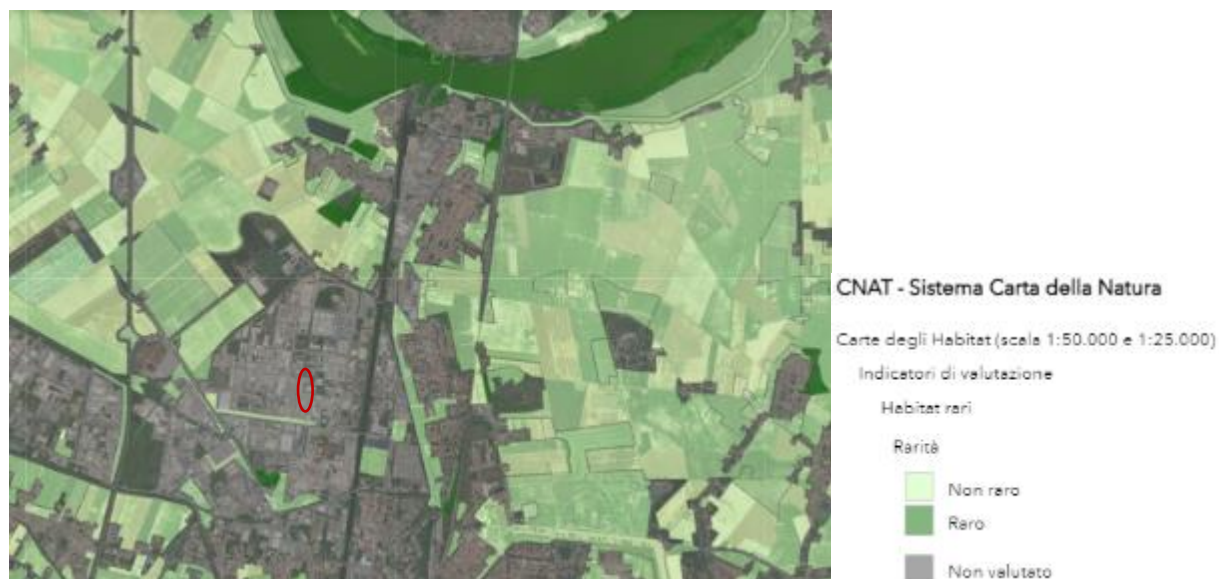 CNAT - Sistema Carta della Natura
Carte degli Habitat (scala 1:50.000 e 1:25.000)
Indicatori di valutazione
Habitat rari
Rarità
Non raro
Raro
Non valutato